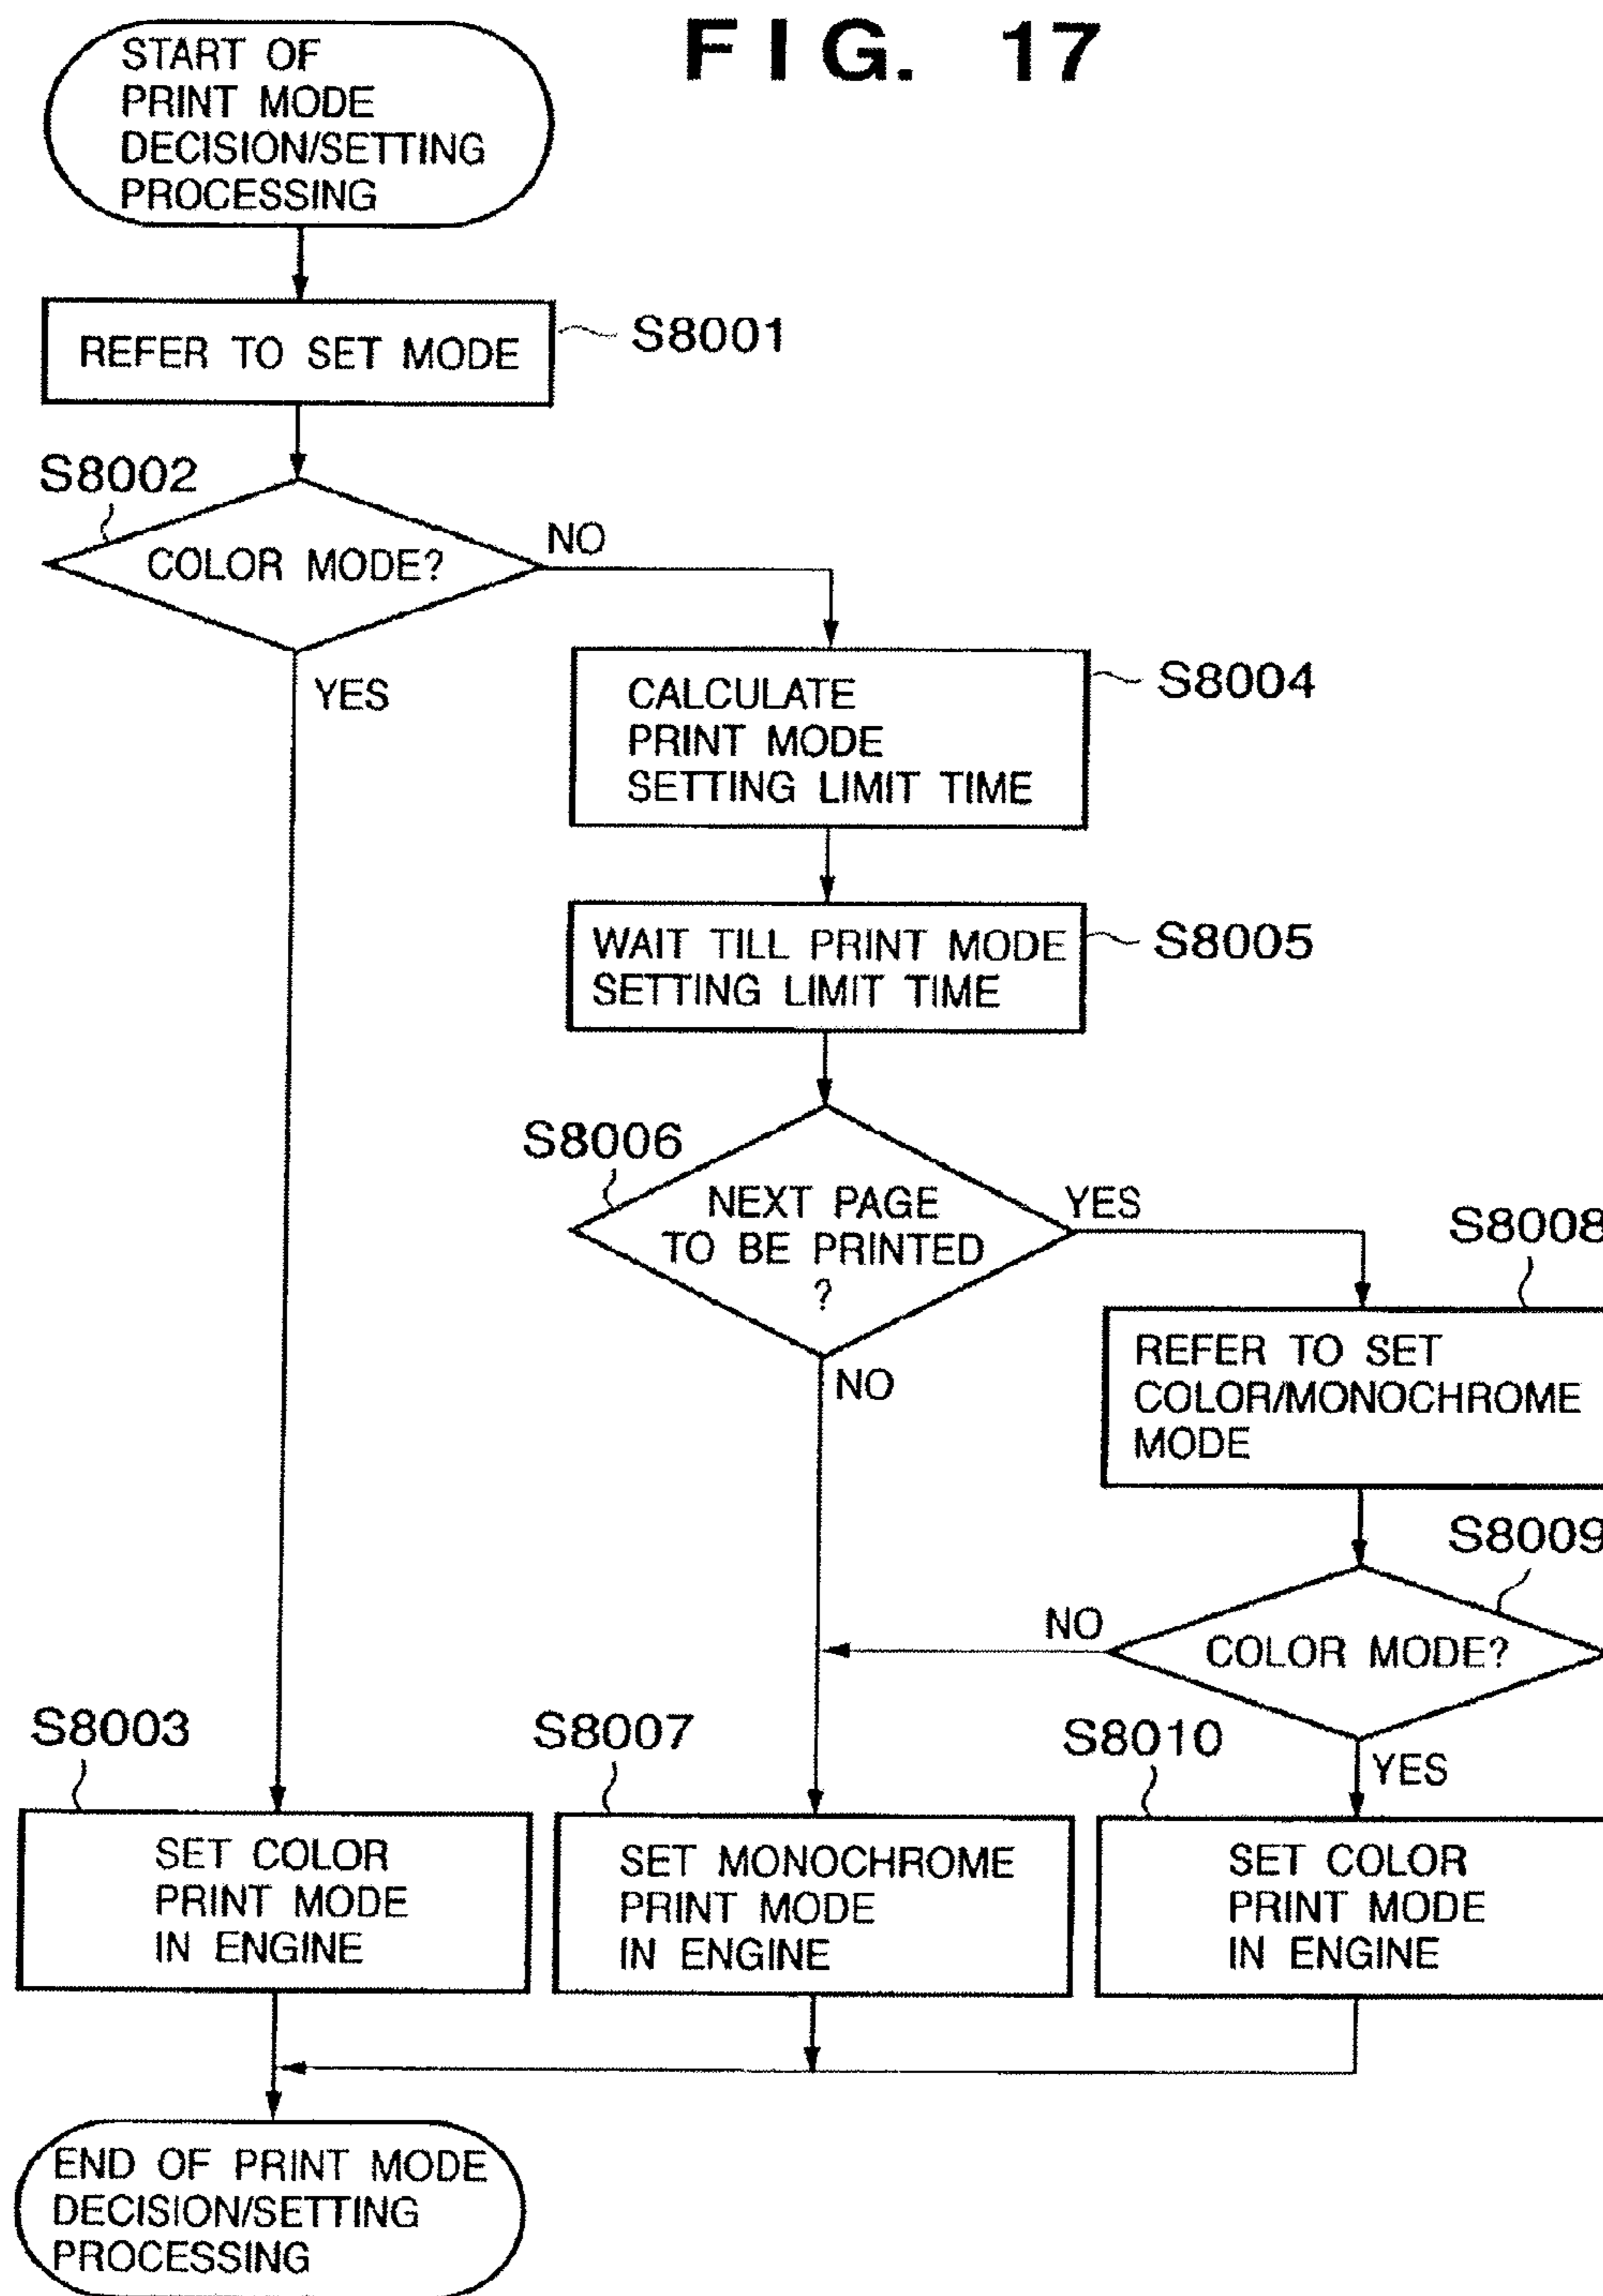 FIG. 17
START OF
PRINT MODE
DECISION/SETTING
PROCESSING
REFER TO SET MODE
S8001
S8002
COLOR MODE?
NO
YES
CALCULATE
PRINT MODE
SETTING LIMIT TIME
S8004
WAIT TILL PRINT MODE
SETTING LIMIT TIME
S8005
S8006
NEXT PAGE
TO BE PRINTED
?
YES
NO
S8008
REFER TO SET
COLOR/MONOCHROME
MODE
S8009
COLOR MODE?
NO
YES
S8003
SET COLOR
PRINT MODE
IN ENGINE
S8007
SET MONOCHROME
PRINT MODE
IN ENGINE
S8010
SET COLOR
PRINT MODE
IN ENGINE
END OF PRINT MODE
DECISION/SETTING
PROCESSING